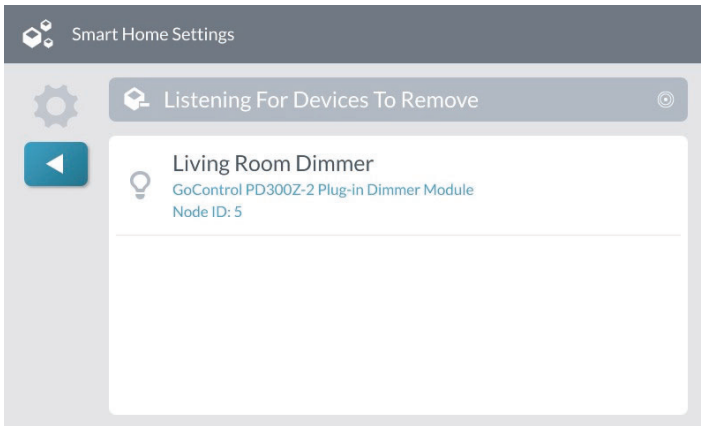 Smart Home Settings
Listening For Devices To Remove
Living Room Dimmer
GoControl PD300Z-2 Plug-in Dimmer Module
Node ID: 5